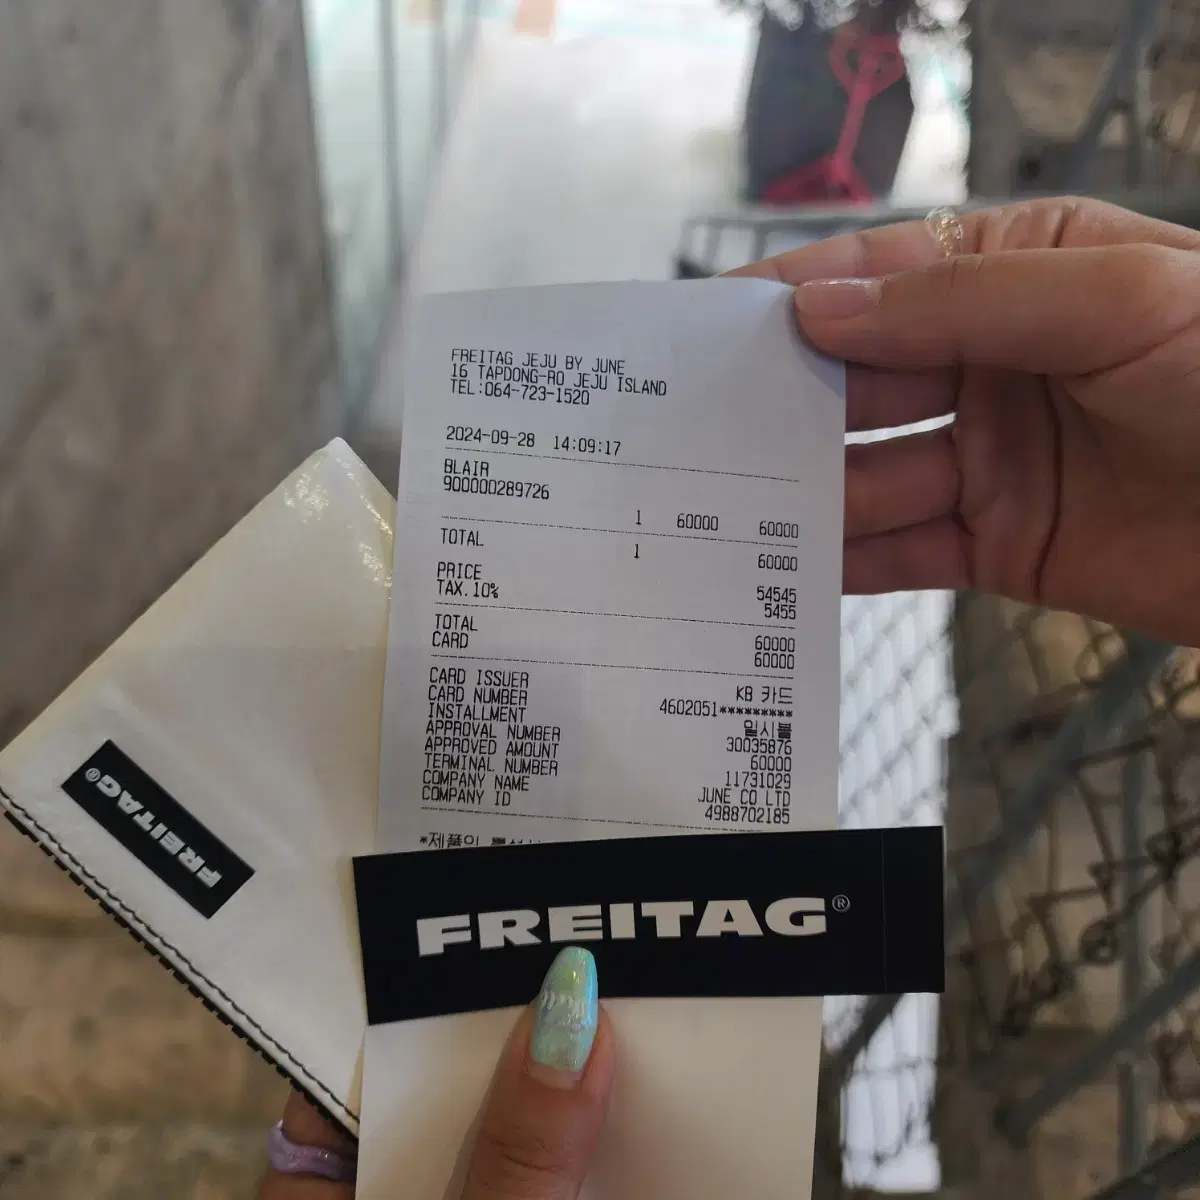 FREITAG JEJU BY JUNE
16 TAPDONG-RO JEJU ISLAND
TEL:064-723-1520
2024-09-28 14:09:17
BLAIR
900000289726
1 60000 60000
TOTAL 1 60000
PRICE 54545
TAX.10% 5455
TOTAL 60000
CARD 60000
CARD ISSUER KB 카드
CARD NUMBER 4602051*********
INSTALLMENT 일시불
APPROVAL NUMBER 30035876
APPROVED AMOUNT 60000
TERMINAL NUMBER 11731029
COMPANY NAME JUNE CO LTD
COMPANY ID 4988702185
*제품의
FREITAG®
FREITAG®